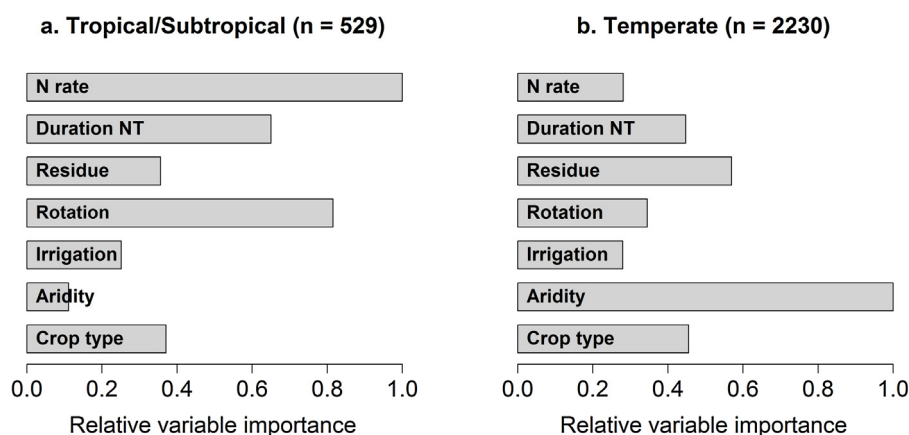 a. Tropical/Subtropical (n = 529)
N rate
Duration NT
Residue
Rotation
Irrigation
Aridity
Crop type
0.0 0.2 0.4 0.6 0.8 1.0
Relative variable importance
b. Temperate (n = 2230)
N rate
Duration NT
Residue
Rotation
Irrigation
Aridity
Crop type
0.0 0.2 0.4 0.6 0.8 1.0
Relative variable importance